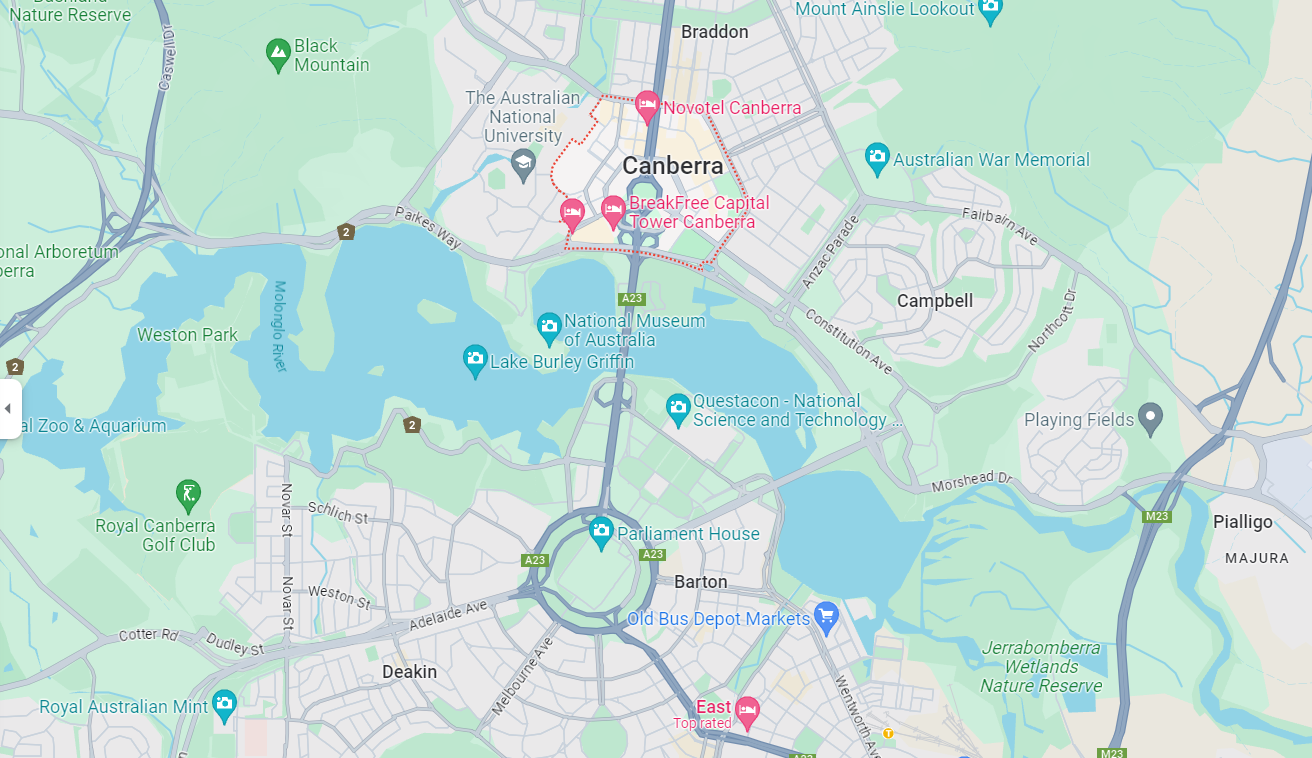 Nature Reserve
Mount Ainslie Lookout
Braddon
Black
Mountain
Caswell Dr
The Australian
National
University
Novotel Canberra
Canberra
Australian War Memorial
BreakFree Capital
Tower Canberra
Parkes Way
2
Fairbairn Ave
Anzac Parade
onal Arboretum
berra
A23
Campbell
Northcott Dr
Molonglo River
Weston Park
National Museum
of Australia
Constitution Ave
Lake Burley Griffin
2
Questacon - National
Science and Technology ...
al Zoo & Aquarium
2
Playing Fields
Morshead Dr
Novar St
Schlich St
Royal Canberra
Golf Club
M23
Pialligo
Parliament House
A23
A23
MAJURA
Barton
Novar St
Weston St
Adelaide Ave
Old Bus Depot Markets
Cotter Rd
Dudley St
Jerrabomberra
Wetlands
Nature Reserve
Deakin
Melbourne Ave
Royal Australian Mint
East
Top rated
Wentworth Ave
T
M23
A23